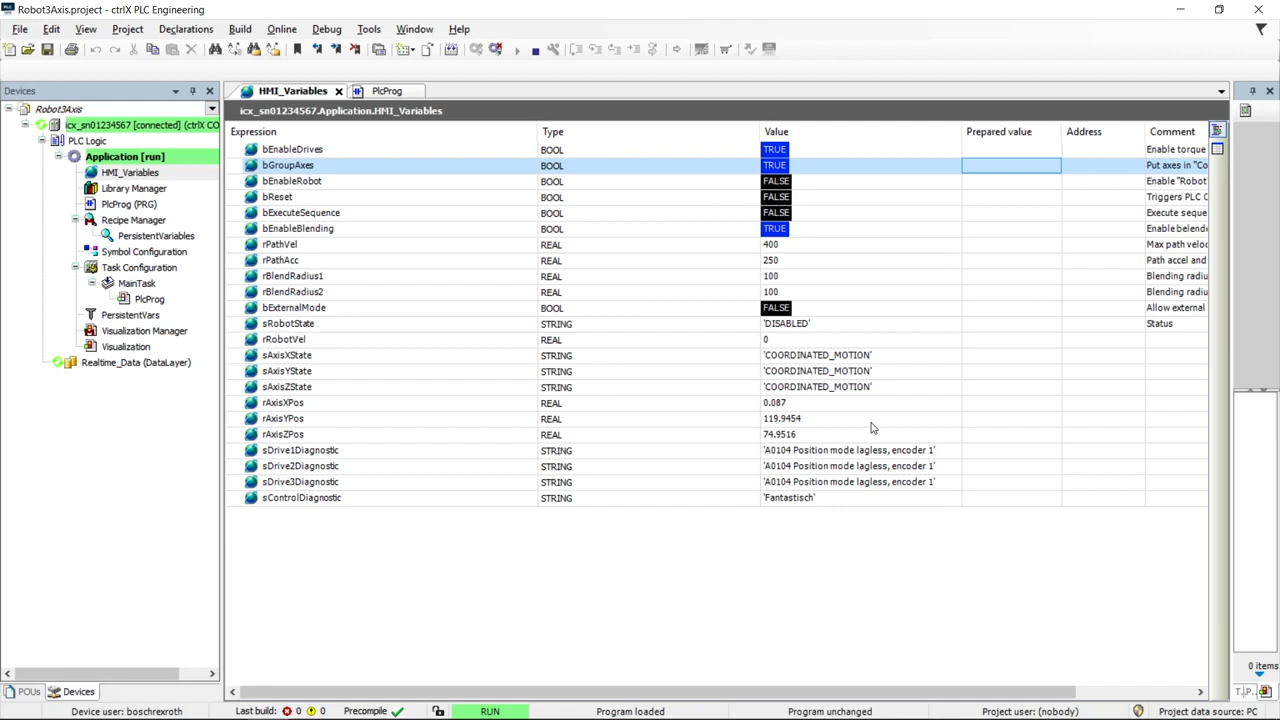 Robot3Axis.project - ctrlX PLC Engineering
File Edit View Project Declarations Build Online Debug Tools Window Help
Devices
HMI_Variables PlcProg
Robot3Axis
icx_sn01234567 [connected] (ctrlX CO
PLC Logic
Application [run]
HMI_Variables
Library Manager
PlcProg (PRG)
Recipe Manager
PersistentVariables
Symbol Configuration
Task Configuration
MainTask
PlcProg
PersistentVars
Visualization Manager
Visualization
Realtime_Data (DataLayer)
POUs Devices
icx_sn01234567.Application.HMI_Variables
Expression Type Value Prepared value Address Comment
bEnableDrives BOOL TRUE Enable torque
bGroupAxes BOOL TRUE Put axes in "Co
bEnableRobot BOOL FALSE Enable "Robot
bReset BOOL FALSE Triggers PLC C
bExecuteSequence BOOL FALSE Execute seque
bEnableBlending BOOL TRUE Enable belende
rPathVel REAL 400 Max path veloc
rPathAcc REAL 250 Path accel and
rBlendRadius1 REAL 100 Blending radiu
rBlendRadius2 REAL 100 Blending radiu
bExternalMode BOOL FALSE Allow external
sRobotState STRING 'DISABLED' Status
rRobotVel REAL 0
sAxisXState STRING 'COORDINATED_MOTION'
sAxisYState STRING 'COORDINATED_MOTION'
sAxisZState STRING 'COORDINATED_MOTION'
rAxisXPos REAL 0.087
rAxisYPos REAL 119.9454
rAxisZPos REAL 74.9516
sDrive1Diagnostic STRING 'A0104 Position mode lagless, encoder 1'
sDrive2Diagnostic STRING 'A0104 Position mode lagless, encoder 1'
sDrive3Diagnostic STRING 'A0104 Position mode lagless, encoder 1'
sControlDiagnostic STRING 'Fantastisch'
0 items
T...P...
Device user: boschrexroth Last build: 0 0 Precompile RUN Program loaded Program unchanged Project user: (nobody) Project data source: PC